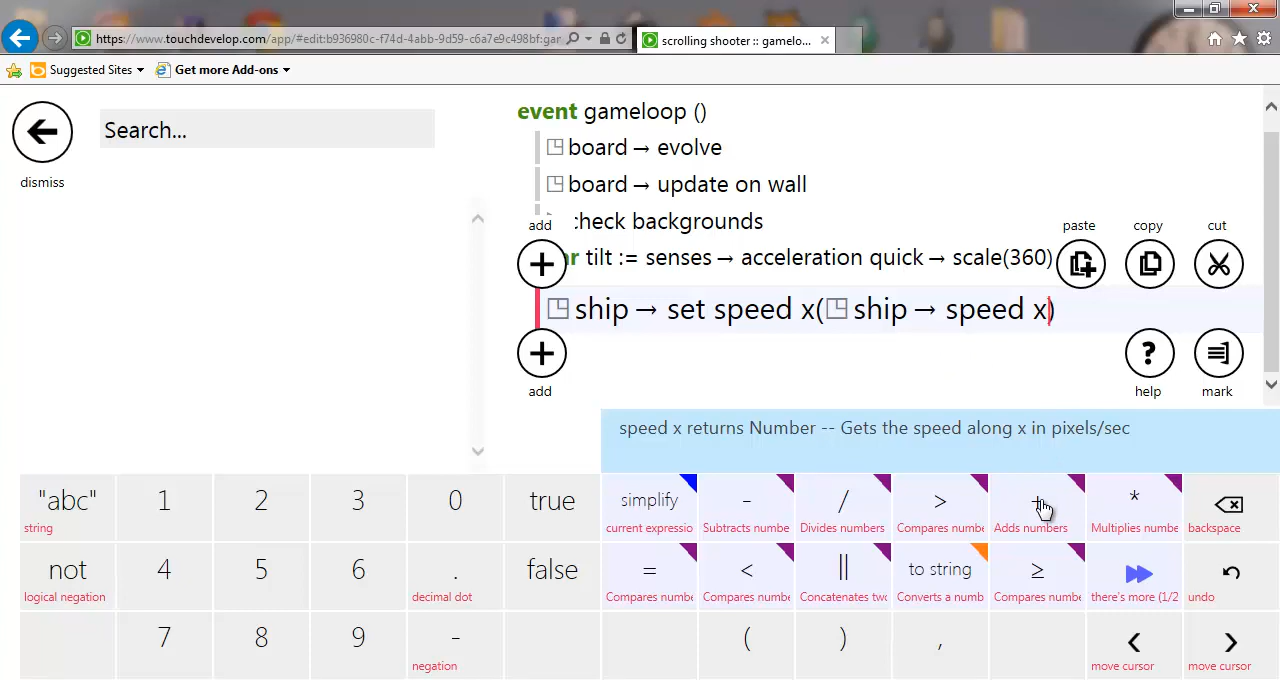 https://www.touchdevelop.com/app/#edit:b936980c-f74d-4abb-9d59-c6a7e9c498bf:gar
scrolling shooter :: gamelo...
Suggested Sites
Get more Add-ons
dismiss
Search...
event gameloop ()
board → evolve
board → update on wall
check backgrounds
tilt := senses → acceleration quick → scale(360)
ship → set speed x(ship → speed x)
add
add
paste
copy
cut
help
mark
speed x returns Number -- Gets the speed along x in pixels/sec
"abc" 1 2 3 0 true simplify - / > + *
string current expressio Subtracts numbe Divides numbers Compares numbe Adds numbers Multiplies numbe backspace
not 4 5 6 . false = < || to string ≥
logical negation decimal dot Compares numbe Compares numbe Concatenates two Converts a numb Compares numbe there's more (1/2 undo
7 8 9 - ( ) ,
negation move cursor move cursor